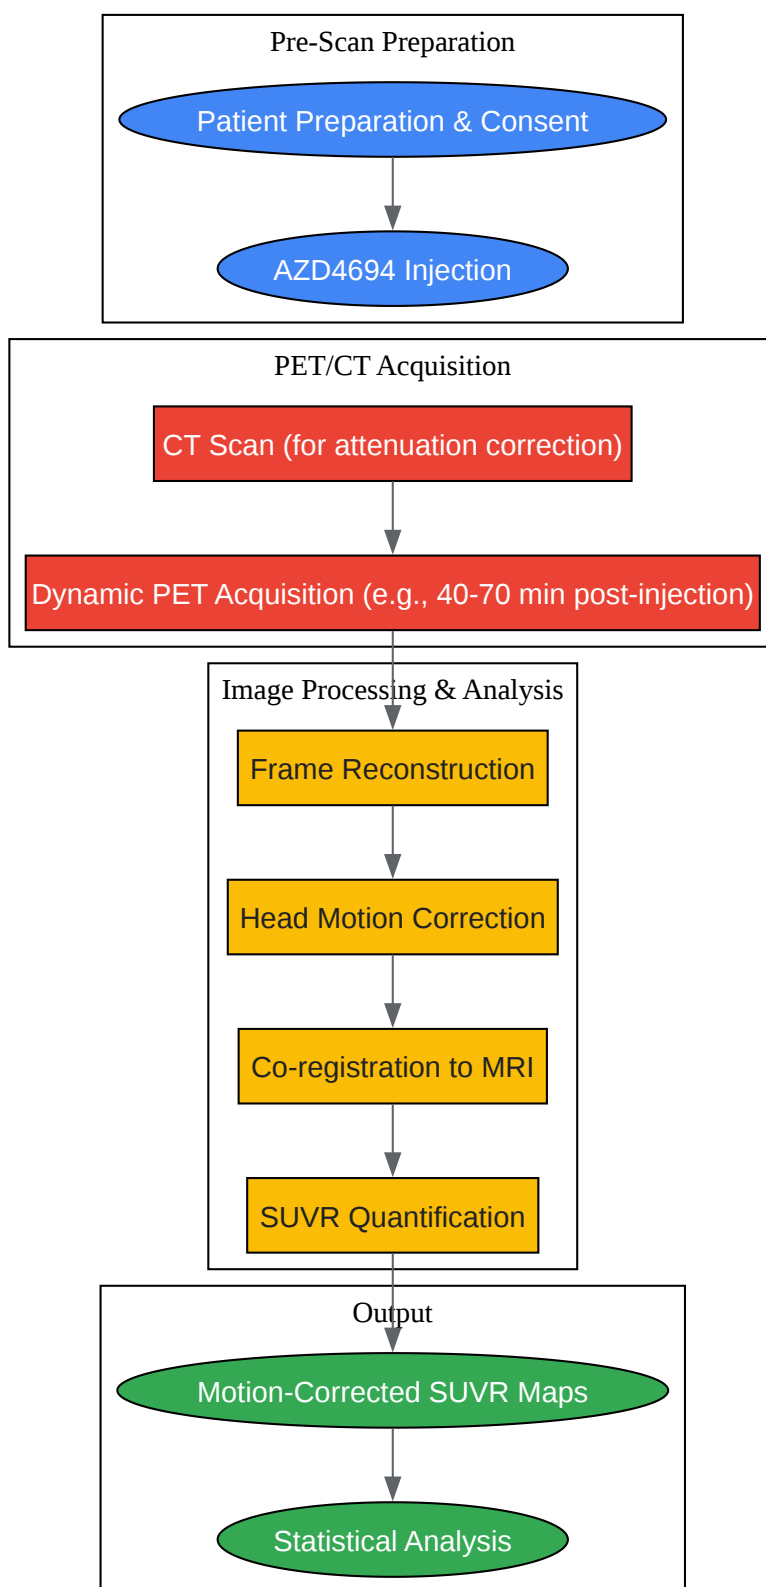 Pre-Scan Preparation
Patient Preparation & Consent
AZD4694 Injection
PET/CT Acquisition
CT Scan (for attenuation correction)
Dynamic PET Acquisition (e.g., 40-70 min post-injection)
Image Processing & Analysis
Frame Reconstruction
Head Motion Correction
Co-registration to MRI
SUVR Quantification
Output
Motion-Corrected SUVR Maps
Statistical Analysis